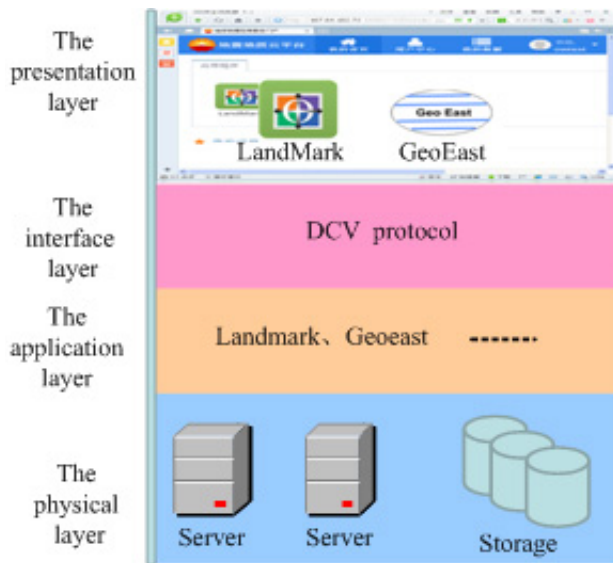 The
presentation
layer
Geo East
LandMark
GeoEast
The
interface
layer
DCV protocol
The
application
layer
Landmark、Geoeast
The
physical
layer
Server
Server
Storage